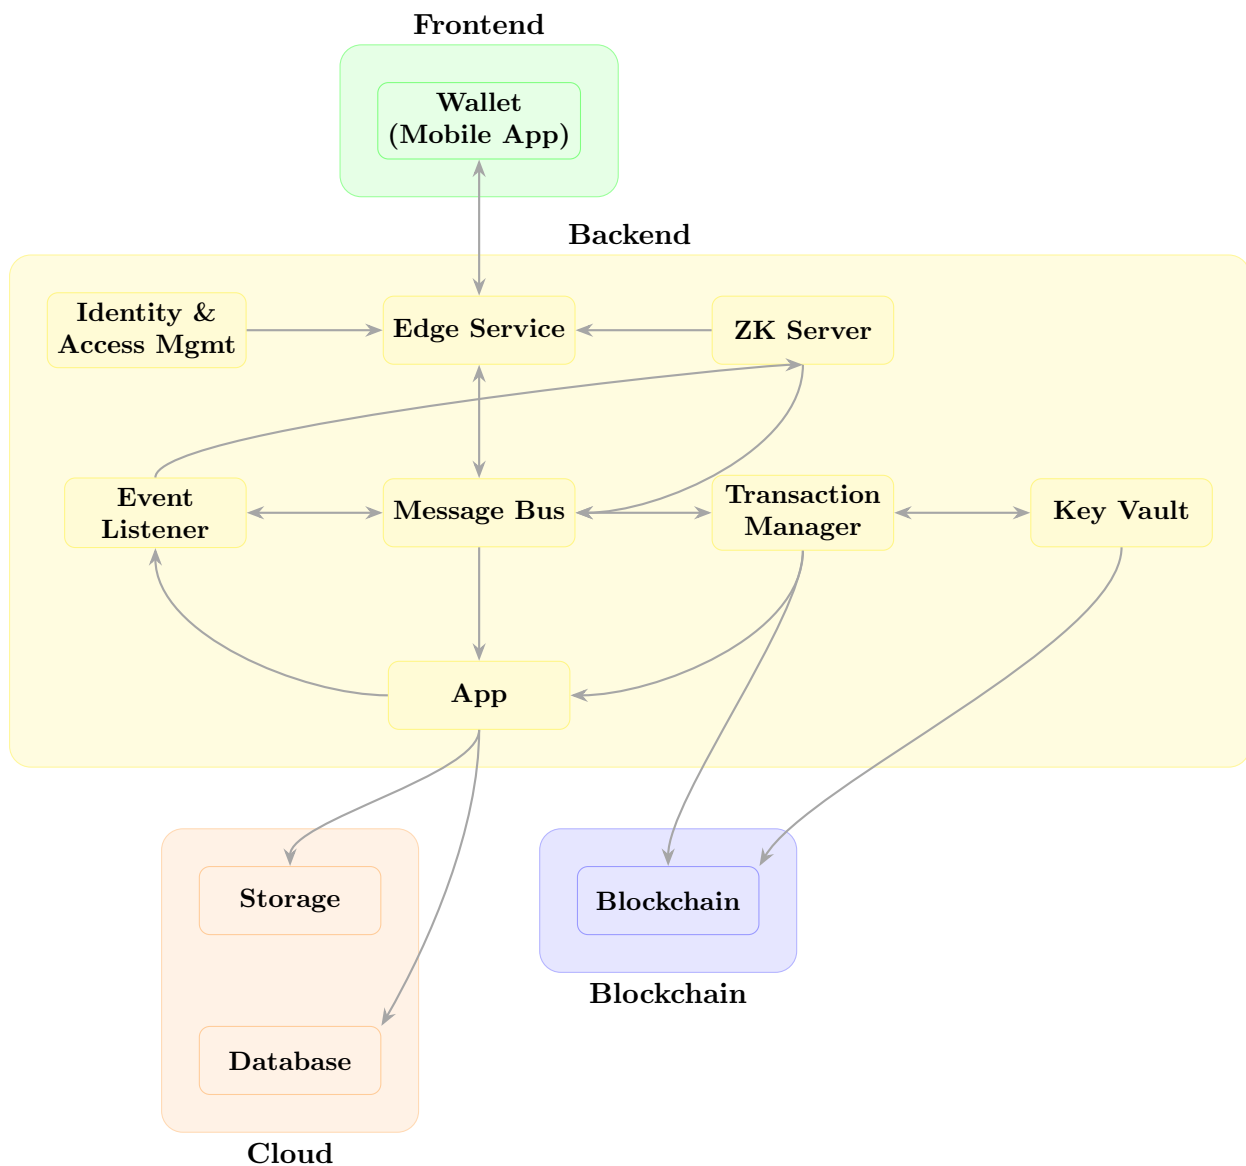 Frontend
Wallet
(Mobile App)
Backend
Identity &
Access Mgmt
Edge Service
ZK Server
Event
Listener
Message Bus
Transaction
Manager
Key Vault
App
Storage
Blockchain
Blockchain
Database
Cloud